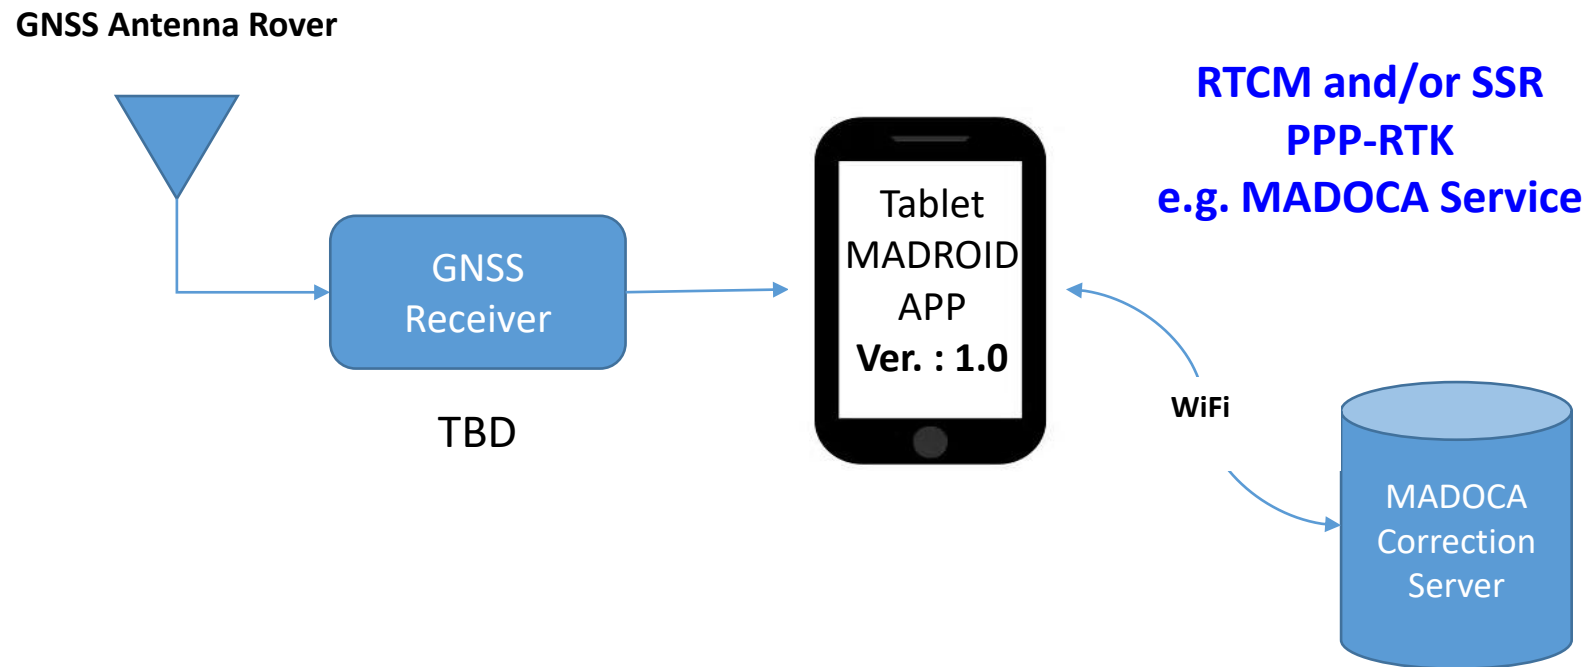 GNSS Antenna Rover
RTCM and/or SSR
PPP-RTK
e.g. MADOCA Service
GNSS
Receiver
TBD
Tablet
MADROID
APP
Ver. : 1.0
WiFi
MADOCA
Correction
Server